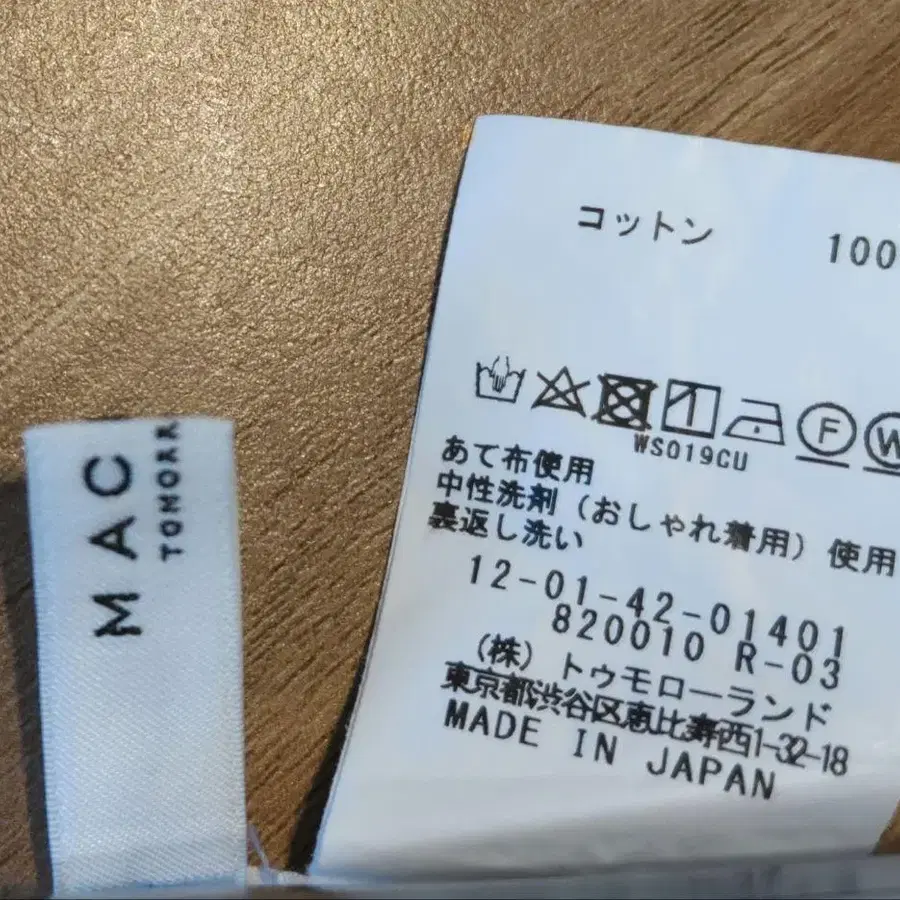 MAC
コットン 100
F
W
WS019CU
あて布使用
中性洗剤（おしゃれ着用）使用
裏返し洗い
12-01-42-01401
820010 R-03
（株）トゥモローランド
東京都渋谷区恵比寿西1-32-18
MADE IN JAPAN